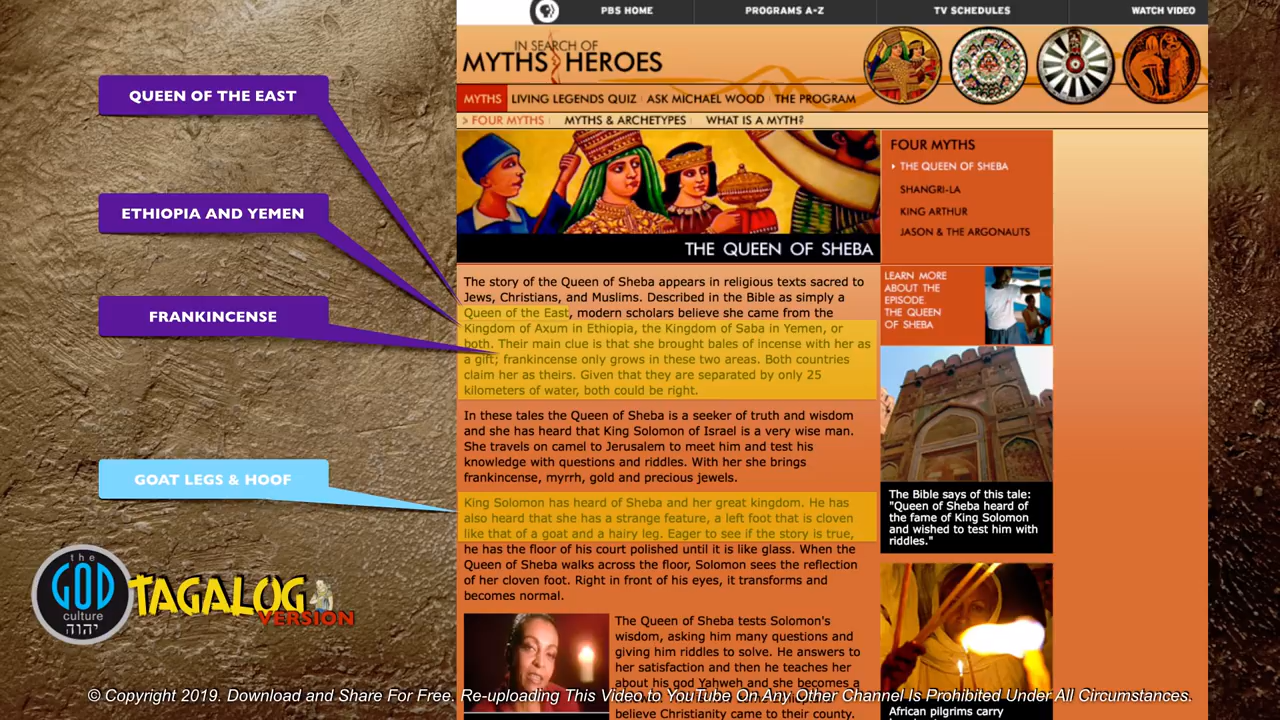 PBS HOME
PROGRAMS A-Z
TV SCHEDULES
WATCH VIDEO
IN SEARCH OF
MYTHS HEROES
MYTHS
LIVING LEGENDS QUIZ
ASK MICHAEL WOOD
THE PROGRAM
> FOUR MYTHS
MYTHS & ARCHETYPES
WHAT IS A MYTH?
THE QUEEN OF SHEBA
FOUR MYTHS
THE QUEEN OF SHEBA
SHANGRI-LA
KING ARTHUR
JASON & THE ARGONAUTS
LEARN MORE
ABOUT THE
EPISODE
THE QUEEN
OF SHEBA
QUEEN OF THE EAST
ETHIOPIA AND YEMEN
FRANKINCENSE
GOAT LEGS & HOOF
The story of the Queen of Sheba appears in religious texts sacred to
Jews, Christians, and Muslims. Described in the Bible as simply a
Queen of the East, modern scholars believe she came from the
Kingdom of Axum in Ethiopia, the Kingdom of Saba in Yemen, or
both. Their main clue is that she brought bales of incense with her as
a gift; frankincense only grows in these two areas. Both countries
claim her as theirs. Given that they are separated by only 25
kilometers of water, both could be right.
In these tales the Queen of Sheba is a seeker of truth and wisdom
and she has heard that King Solomon of Israel is a very wise man.
She travels on camel to Jerusalem to meet him and test his
knowledge with questions and riddles. With her she brings
frankincense, myrrh, gold and precious jewels.
King Solomon has heard of Sheba and her great kingdom. He has
also heard that she has a strange feature, a left foot that is cloven
like that of a goat and a hairy leg. Eager to see if the story is true,
he has the floor of his court polished until it is like glass. When the
Queen of Sheba walks across the floor, Solomon sees the reflection
of her cloven foot. Right in front of his eyes, it transforms and
becomes normal.
The Queen of Sheba tests Solomon's
wisdom, asking him many questions and
giving him riddles to solve. He answers to
her satisfaction and then he teaches her
about his god Yahweh and she becomes a
believe Christianity came to their county.
The Bible says of this tale:
"Queen of Sheba heard of
the fame of King Solomon
and wished to test him with
riddles."
African pilgrims carry
the
GOD
culture
יהוה
TAGALOG
VERSION
© Copyright 2019. Download and Share For Free. Re-uploading This Video to YouTube On Any Other Channel Is Prohibited Under All Circumstances.